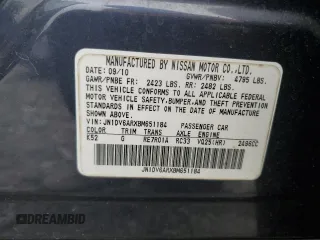 MANUFACTURED BY NISSAN MOTOR CO.,LTD.
DATE: 09/10 GVWR/PNBV: 4795 LBS.
GAWR/PNBE FR: 2423 LBS. RR: 2482 LBS.
THIS VEHICLE CONFORMS TO ALL APPLICABLE FEDERAL
MOTOR VEHICLE SAFETY,BUMPER,AND THEFT PREVENTION
STANDARDS IN EFFECT ON THE DATE OF MANUFACTURE
SHOWN ABOVE.
VIN:JN1DV6ARXBM651184 PASSENGER CAR
COLOR TRIM TRANS AXLE ENGINE
K52 G RE7R01A RC33 VQ25(HR) 2496CC
JN1DV6ARXBM651184
DREAMBID